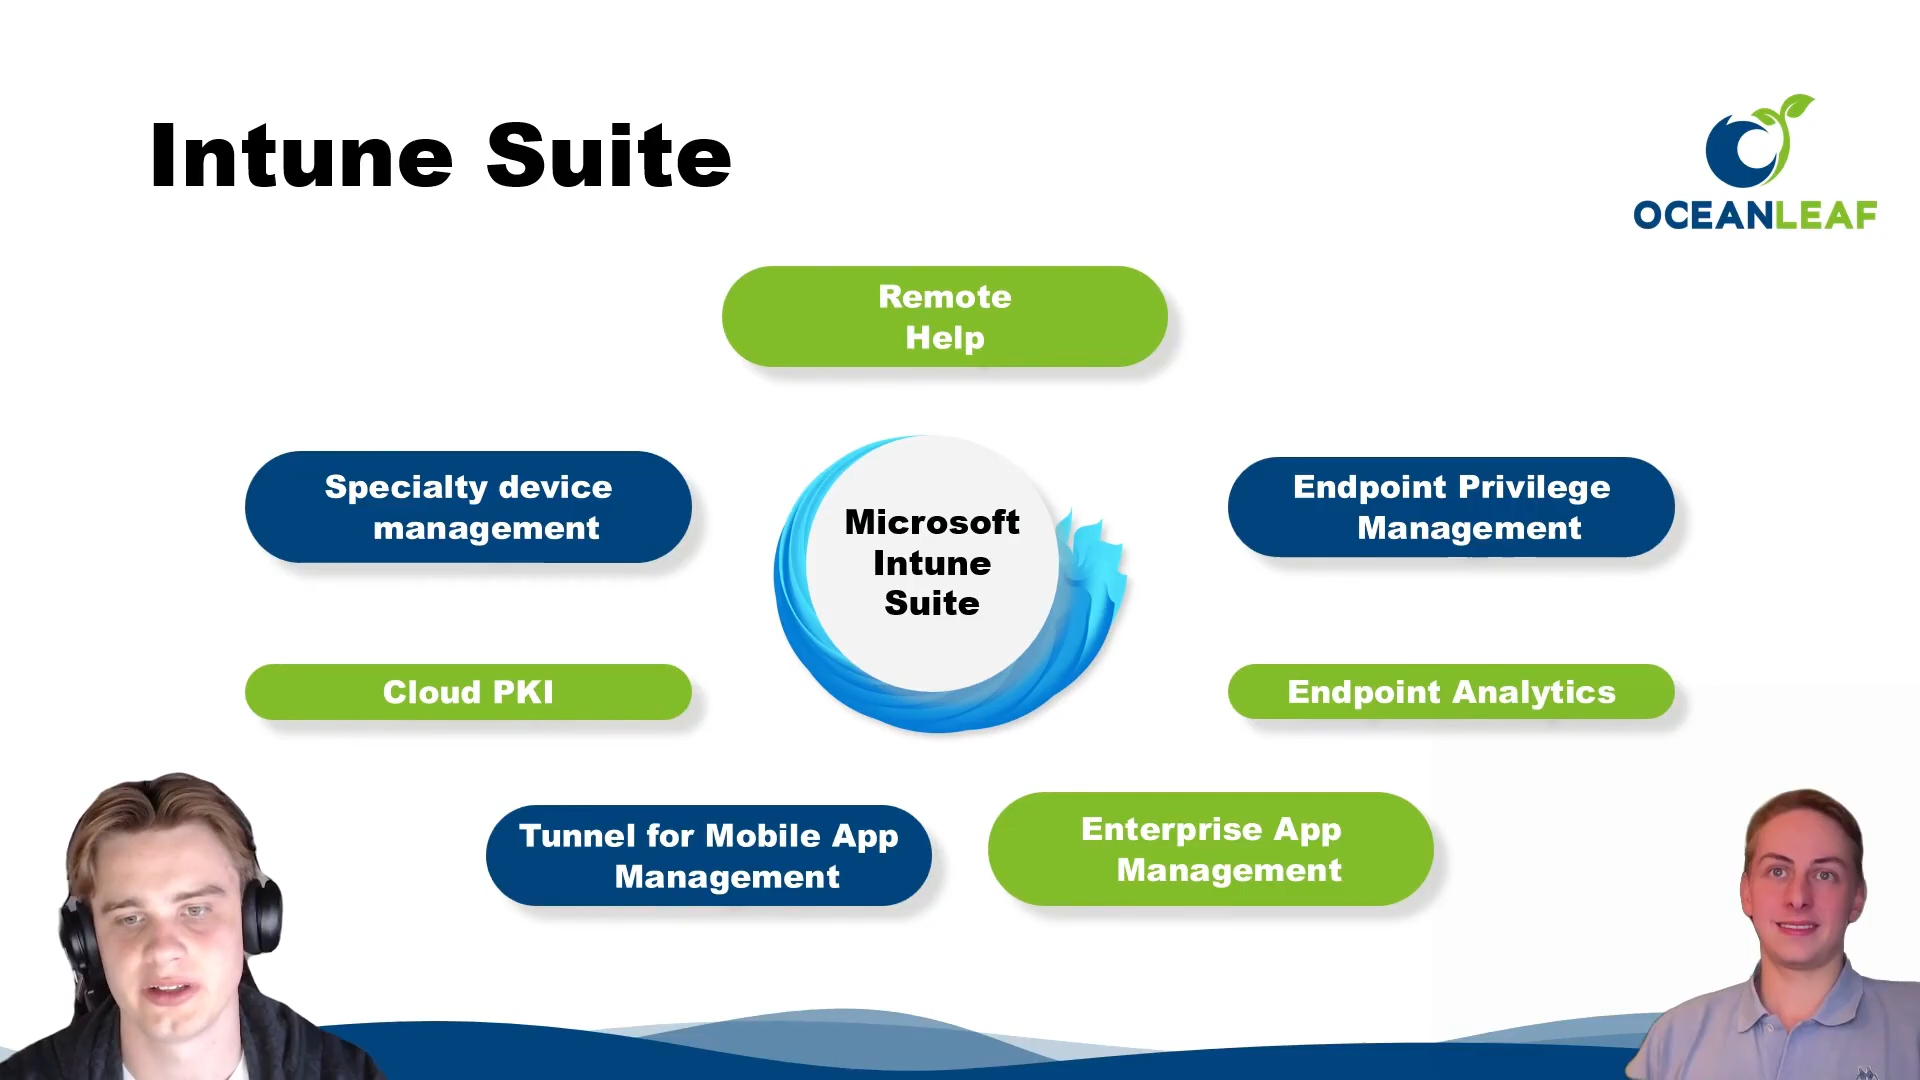 Intune Suite
OCEANLEAF
Remote
Help
Specialty device
management
Microsoft
Intune
Suite
Endpoint Privilege
Management
Cloud PKI
Endpoint Analytics
Tunnel for Mobile App
Management
Enterprise App
Management